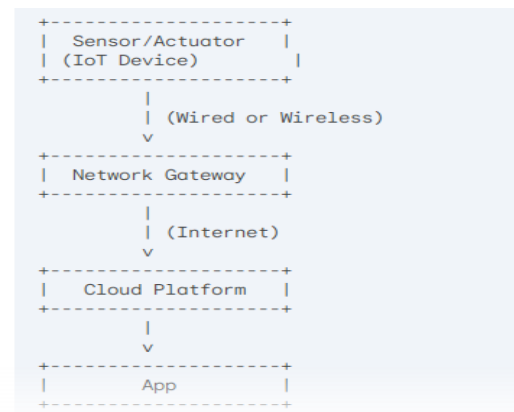 +--------------------+
|  Sensor/Actuator   |
| (IoT Device)        |
+--------------------+
         |
         | (Wired or Wireless)
         v
+--------------------+
|  Network Gateway   |
+--------------------+
         |
         | (Internet)
         v
+--------------------+
|   Cloud Platform   |
+--------------------+
         |
         v
+--------------------+
|        App         |
+--------------------+